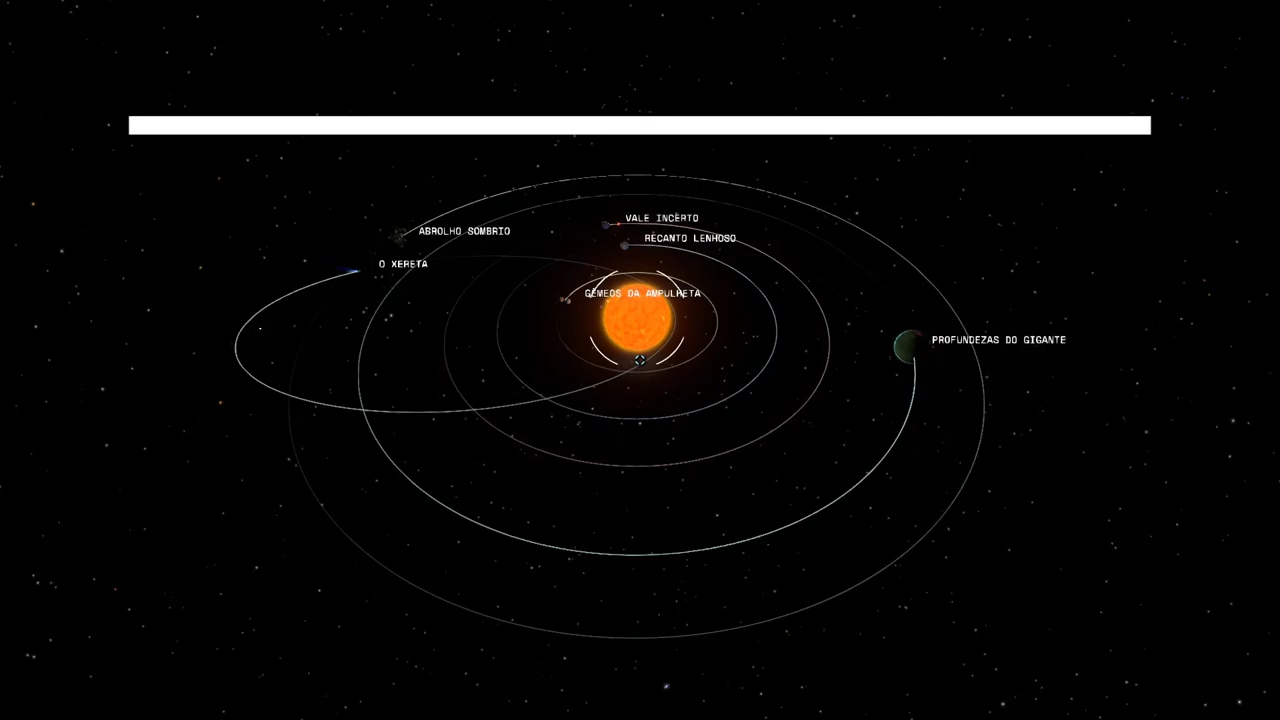 VALE INCERTO
ABROLHO SOMBRIO
RECANTO LENHOSO
O XERETA
GÊMEOS DA AMPULHETA
PROFUNDEZAS DO GIGANTE